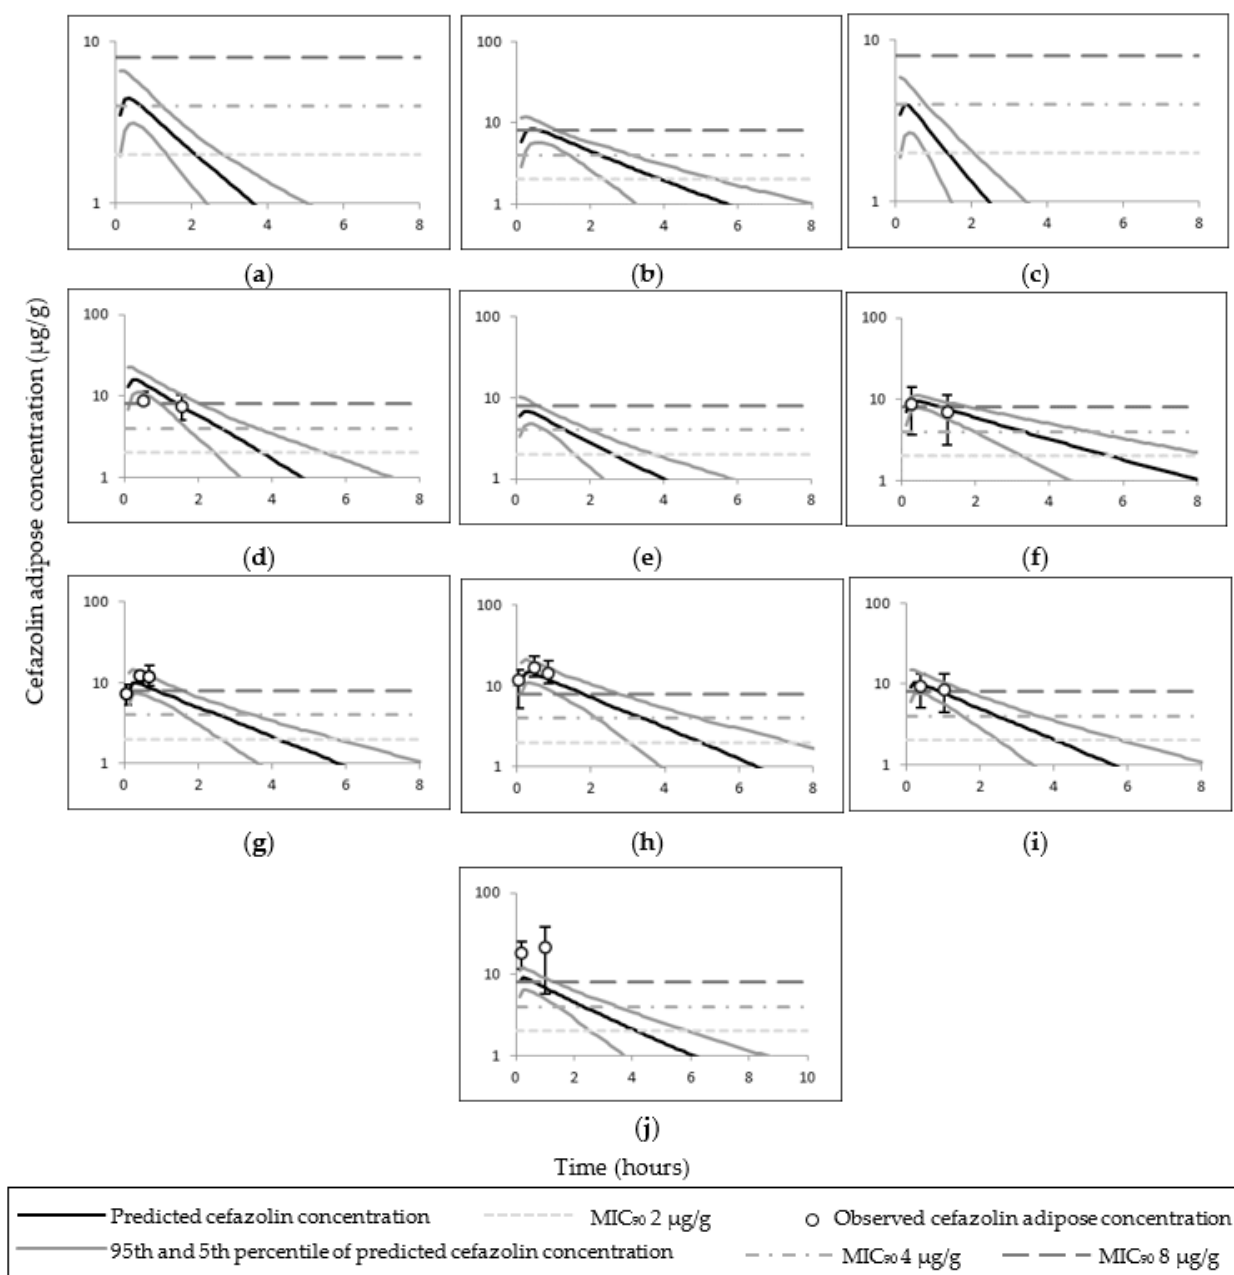 10
1
0 2 4 6 8
(a)
100
10
1
0 2 4 6 8
(b)
10
1
0 2 4 6 8
(c)
Cefazolin adipose concentration (µg/g)
100
10
1
0 2 4 6 8
(d)
100
10
1
0 2 4 6 8
(e)
100
10
1
0 2 4 6 8
(f)
100
10
1
0 2 4 6 8
(g)
100
10
1
0 2 4 6 8
(h)
100
10
1
0 2 4 6 8
(i)
100
10
1
0 2 4 6 8 10
(j)
Time (hours)
Predicted cefazolin concentration MIC₉₀ 2 µg/g Observed cefazolin adipose concentration
95th and 5th percentile of predicted cefazolin concentration MIC₉₀ 4 µg/g MIC₉₀ 8 µg/g